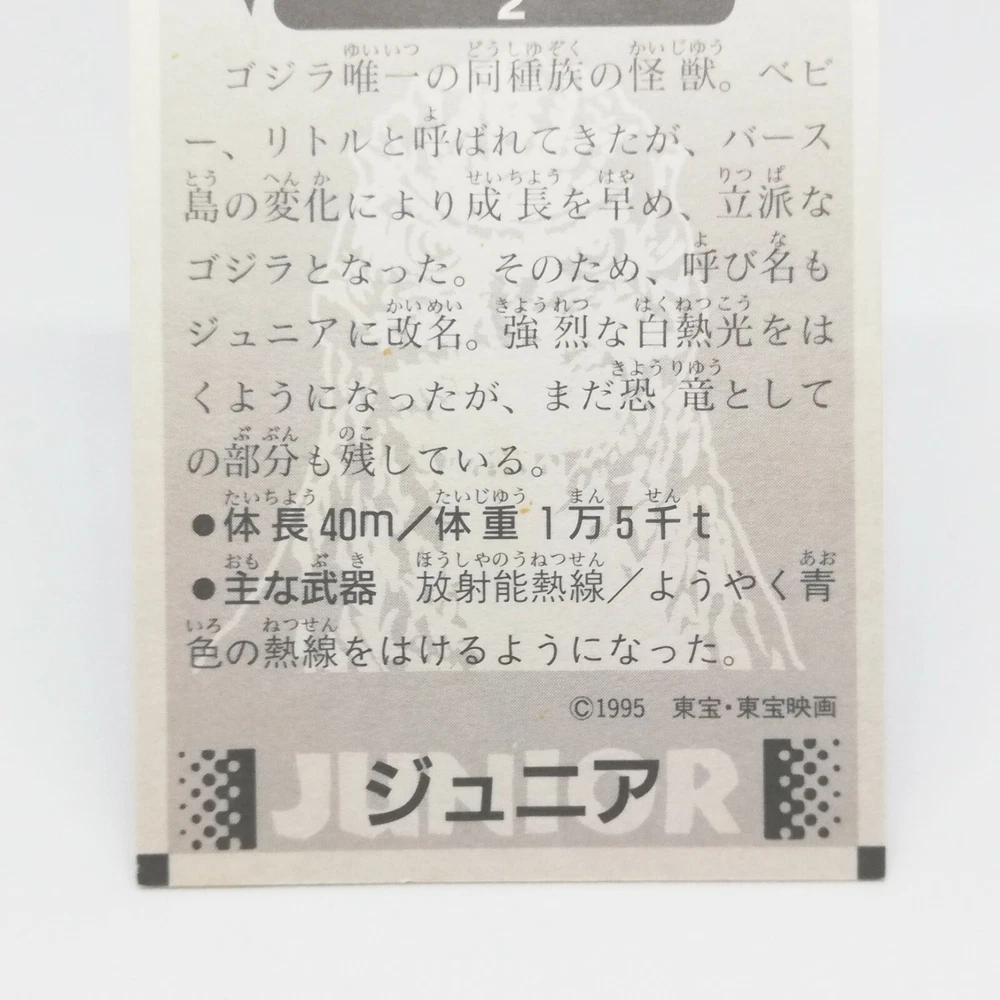 2
ゴジラ唯一の同種族の怪獣。ベビ
ー、リトルと呼ばれてきたが、バース
島の変化により成長を早め、立派な
ゴジラとなった。そのため、呼び名も
ジュニアに改名。強烈な白熱光をは
くようになったが、まだ恐竜として
の部分も残している。
●体長40m/体重1万5千t
●主な武器　放射能熱線/ようやく青
色の熱線をはけるようになった。
©1995　東宝・東宝映画
JUNIOR
ジュニア